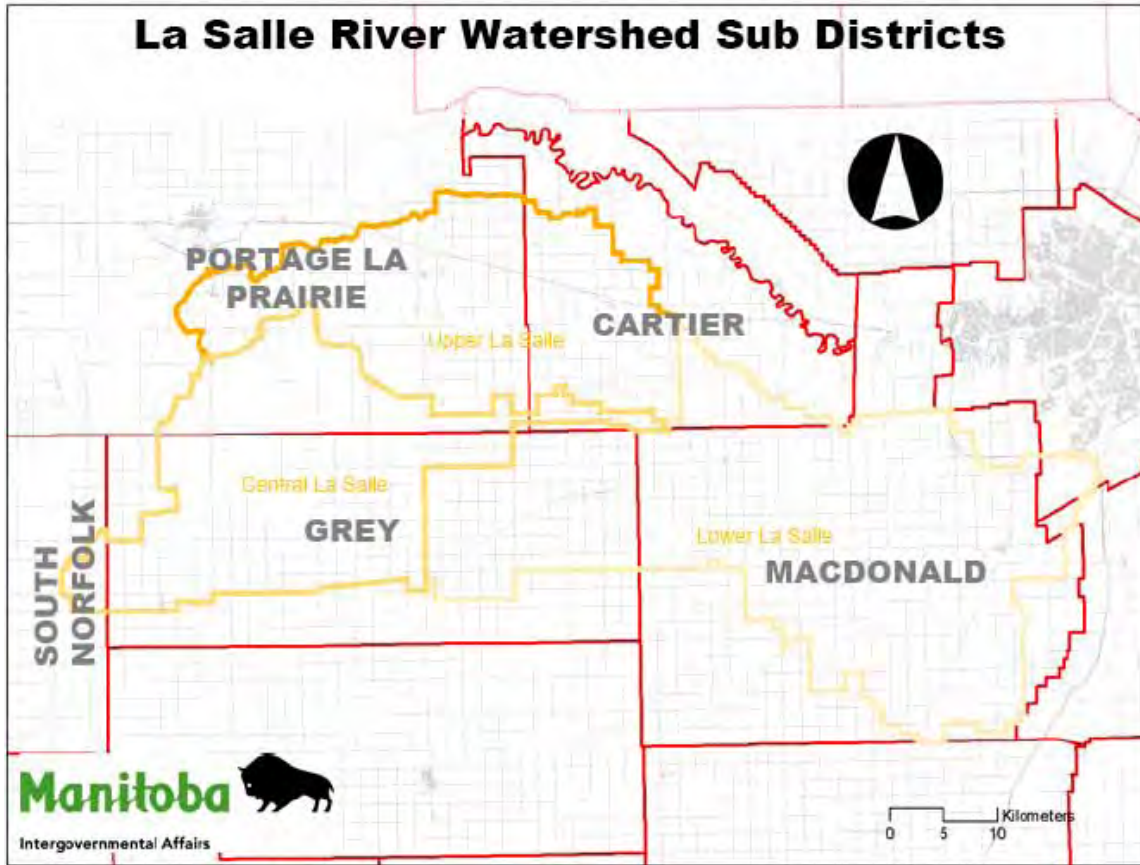 La Salle River Watershed Sub Districts
PORTAGE LA
PRAIRIE
CARTIER
Upper La Salle
Central La Salle
GREY
SOUTH
NORFOLK
Lower La Salle
MACDONALD
Manitoba
Intergovernmental Affairs
Kilometers
0 5 10